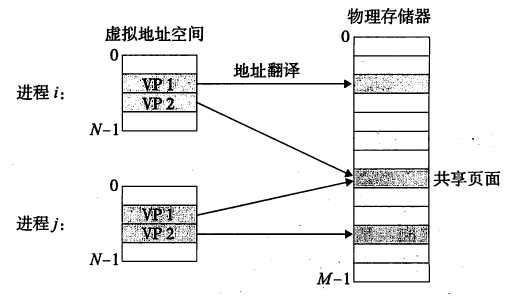 虚拟地址空间
物理存储器
0
0
地址翻译
进程 i:
VP 1
VP 2
N-1
共享页面
0
进程 j:
VP 1
VP 2
N-1
M-1